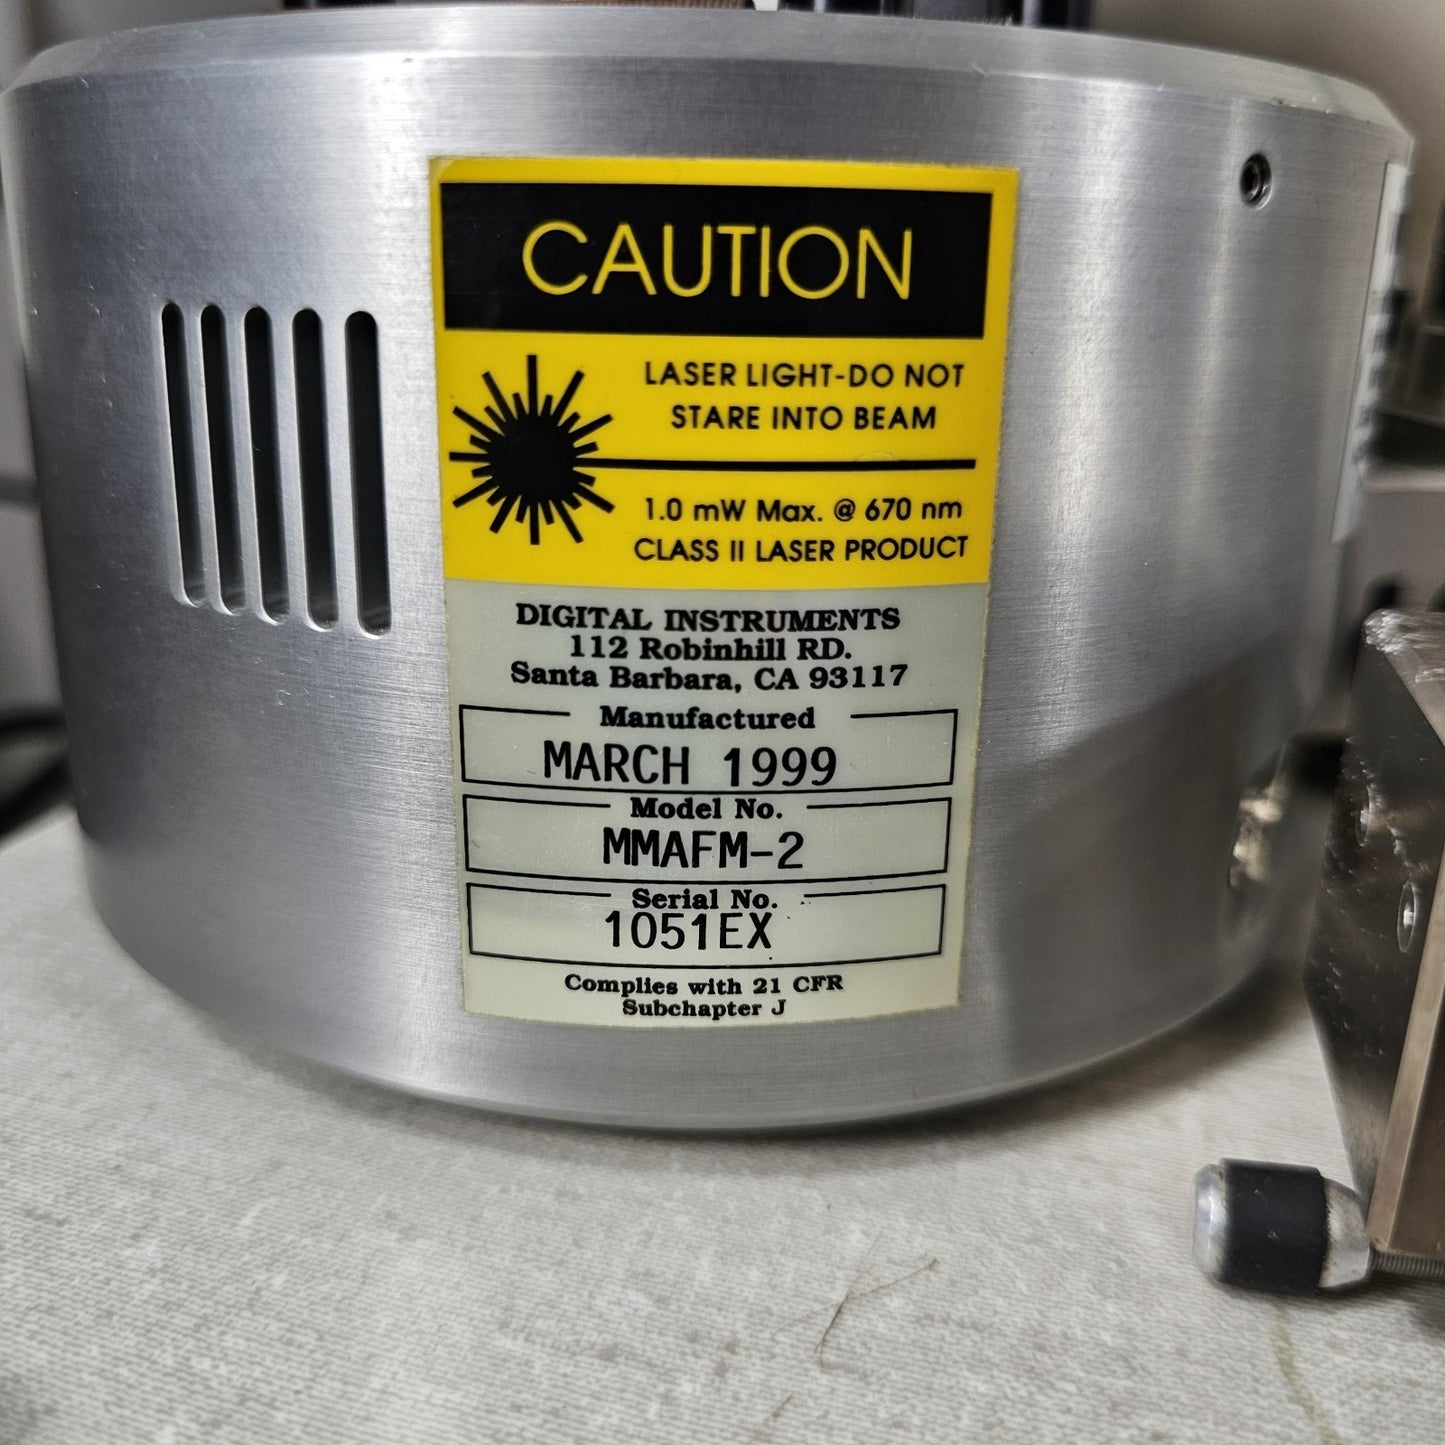 CAUTION
LASER LIGHT-DO NOT
STARE INTO BEAM
1.0 mW Max. @ 670 nm
CLASS II LASER PRODUCT
DIGITAL INSTRUMENTS
112 Robinhill RD.
Santa Barbara, CA 93117
Manufactured
MARCH 1999
Model No.
MMAFM-2
Serial No.
1051EX
Complies with 21 CFR
Subchapter J